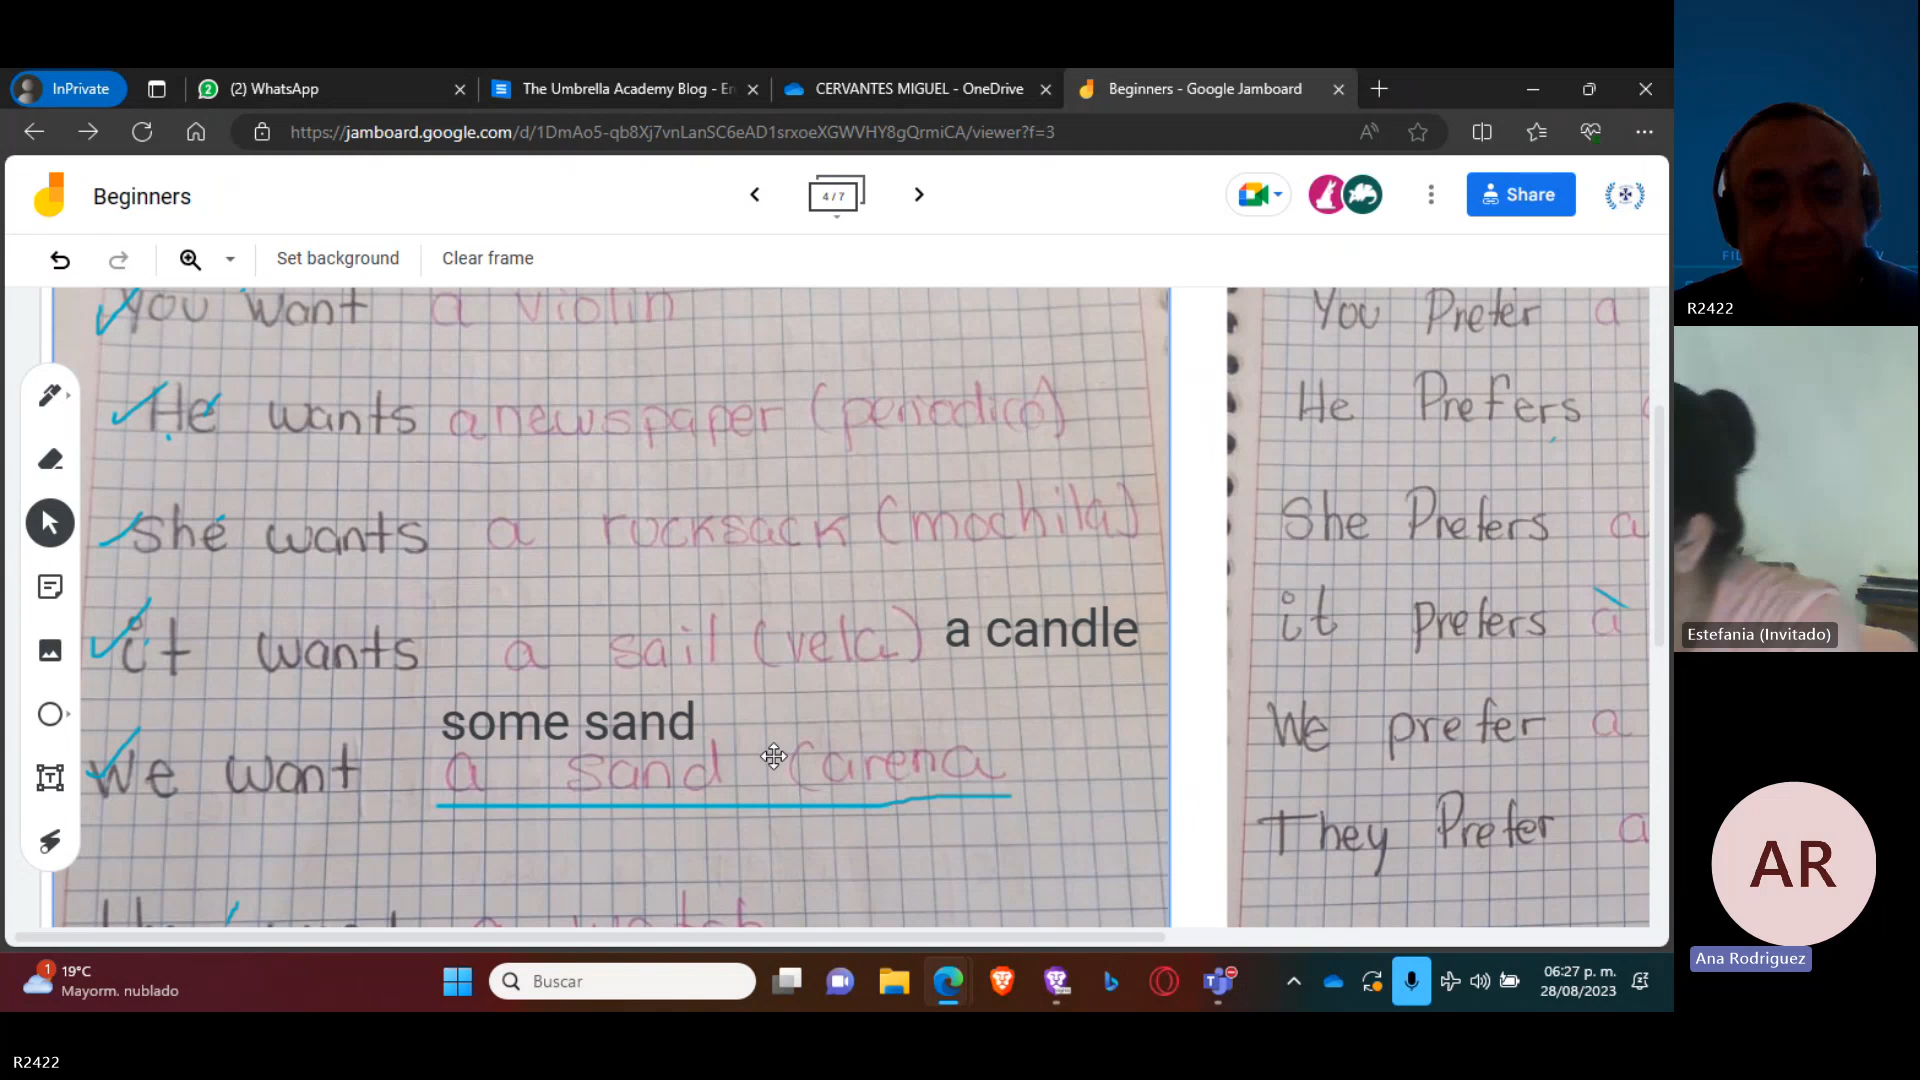 InPrivate
(2) WhatsApp
The Umbrella Academy Blog - En
CERVANTES MIGUEL - OneDrive
Beginners - Google Jamboard
https://jamboard.google.com/d/1DmAo5-qb8Xj7vnLanSC6eAD1srxoeXGWVHY8gQrmiCA/viewer?f=3
Beginners
4/7
Share
Set background
Clear frame
You want a violin
He wants a newspaper (periodico)
She wants a rocksack (mochila)
it wants a sail (vela) a candle
some sand
We want a sand (arena
want a watch
You Prefer a
He Prefers
She Prefers a
it prefers a
We prefer a
They Prefer a
R2422
Estefania (Invitado)
AR
Ana Rodriguez
1
19°C
Mayorm. nublado
Buscar
06:27 p. m.
28/08/2023
R2422